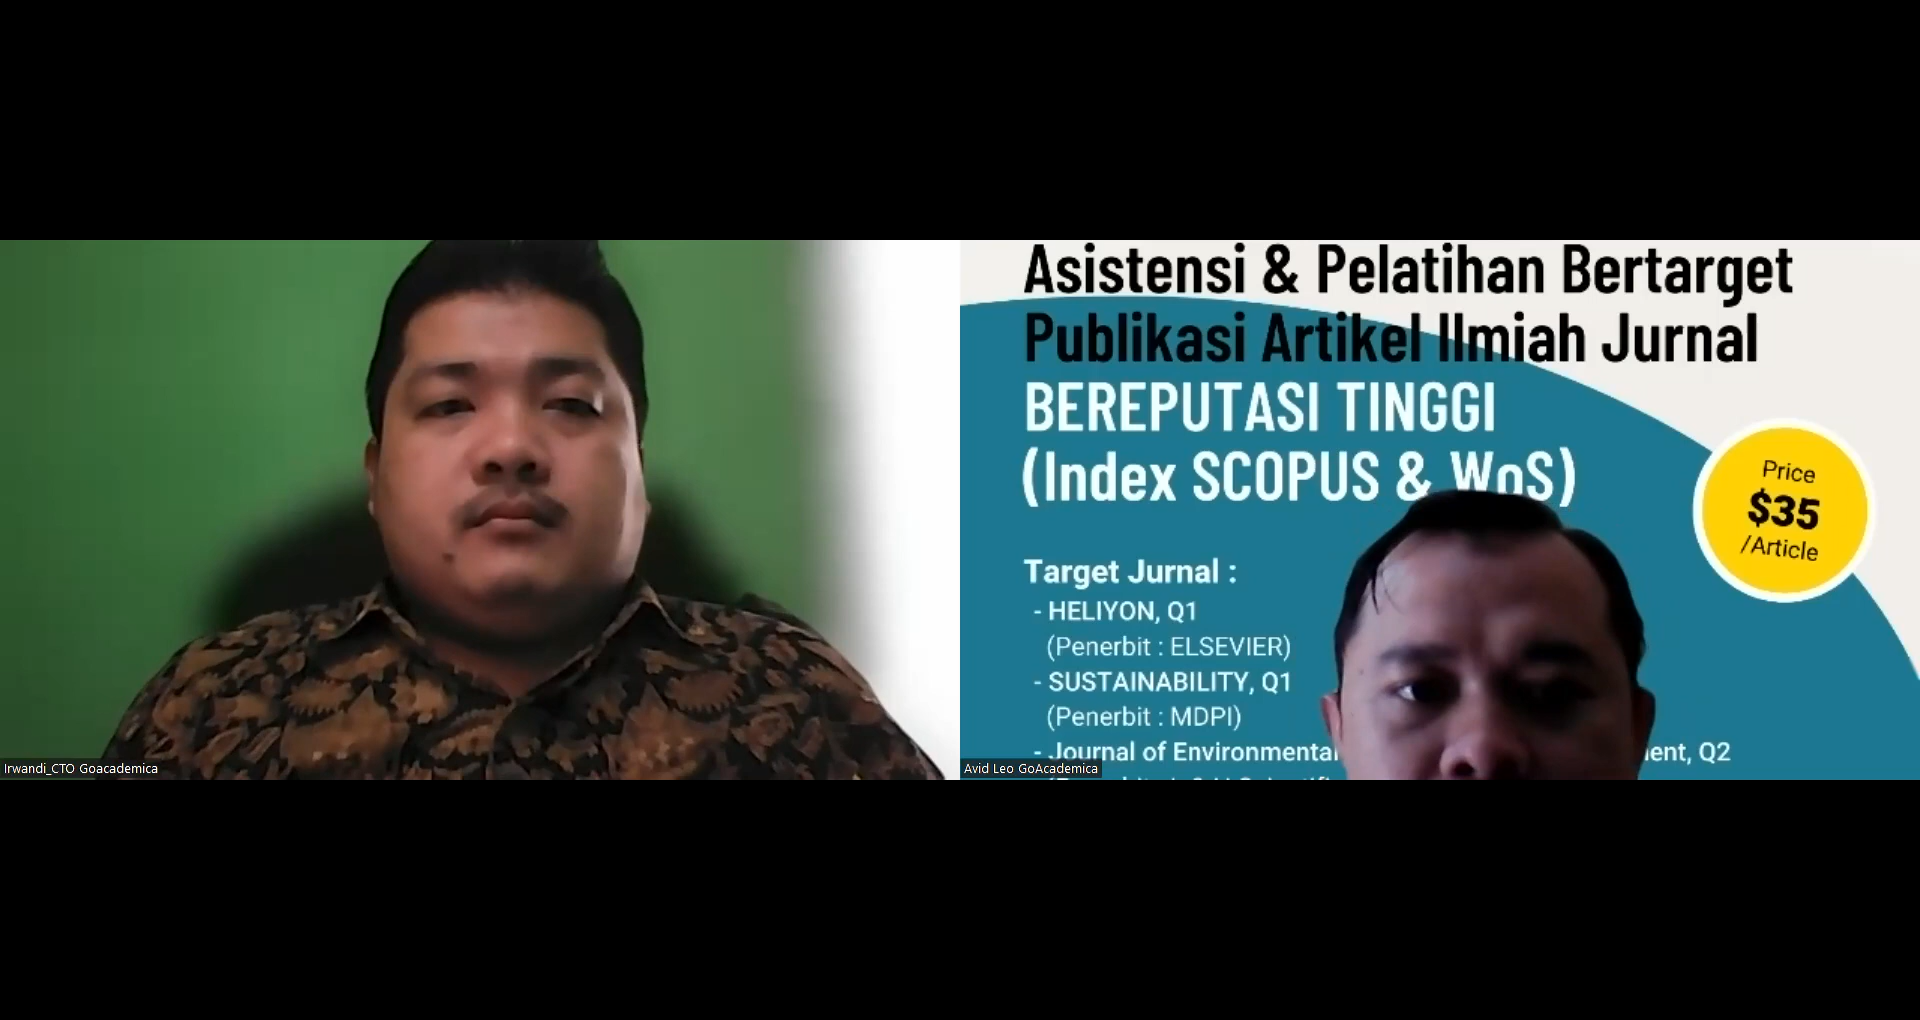 Asistensi & Pelatihan Bertarget
Publikasi Artikel Ilmiah Jurnal
BEREPUTASI TINGGI
(Index SCOPUS & WoS)
Price
$35
/Article
Target Jurnal :
- HELIYON, Q1
(Penerbit : ELSEVIER)
- SUSTAINABILITY, Q1
(Penerbit : MDPI)
- Journal of Environmental
, Q2
Irwandi_CTO Goacademica
Avid Leo GoAcademica